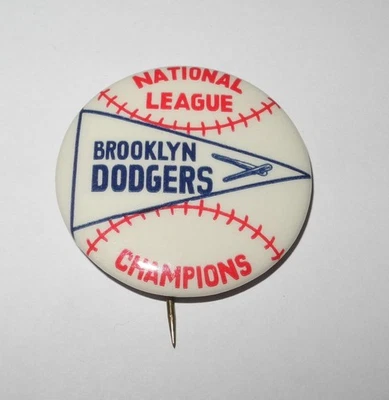 NATIONAL
LEAGUE
BROOKLYN
DODGERS
CHAMPIONS